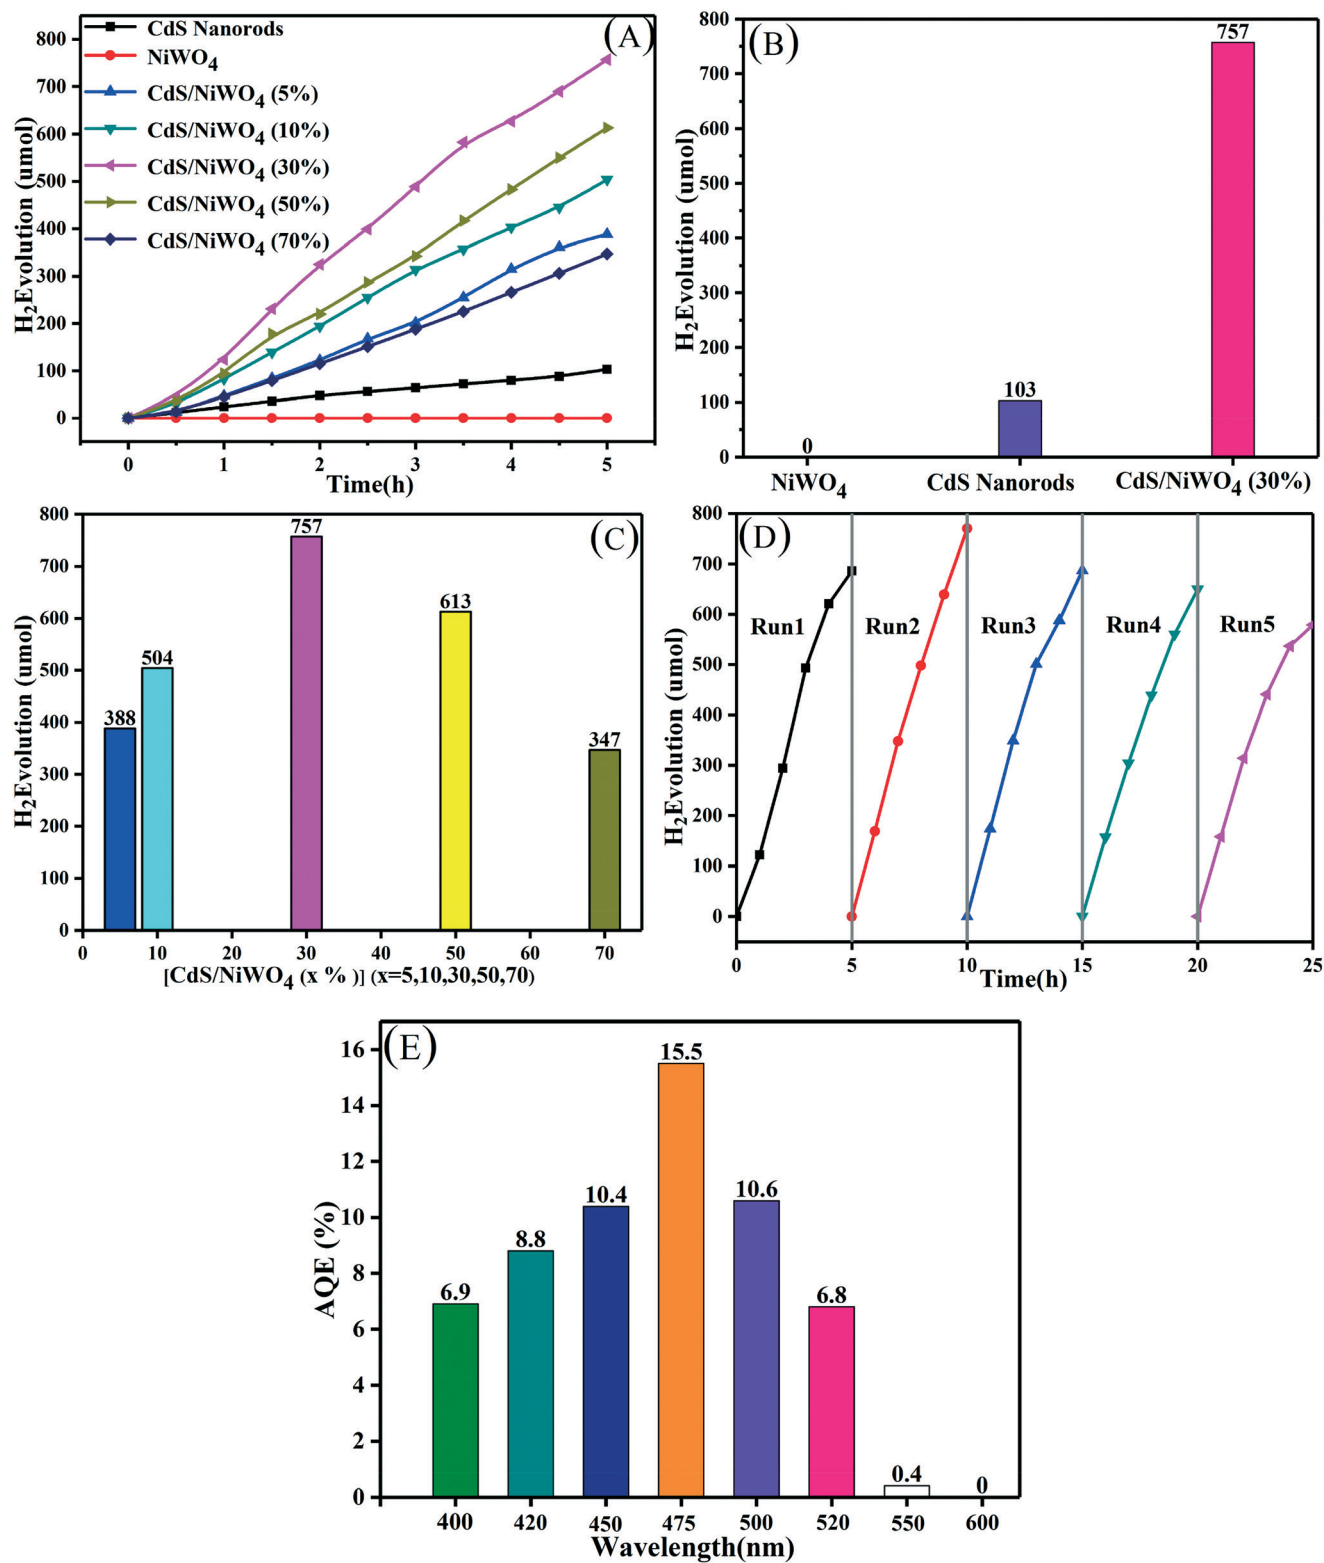 (A)
CdS Nanorods
NiWO4
CdS/NiWO4 (5%)
CdS/NiWO4 (10%)
CdS/NiWO4 (30%)
CdS/NiWO4 (50%)
CdS/NiWO4 (70%)
H2Evolution (umol)
800
700
600
500
400
300
200
100
0
0 1 2 3 4 5
Time(h)
(B)
H2Evolution (umol)
800
700
600
500
400
300
200
100
0
0
103
757
NiWO4 CdS Nanorods CdS/NiWO4 (30%)
(C)
H2Evolution (umol)
800
700
600
500
400
300
200
100
0
388
504
757
613
347
0 10 20 30 40 50 60 70
[CdS/NiWO4 (x % )] (x=5,10,30,50,70)
(D)
H2Evolution (umol)
800
700
600
500
400
300
200
100
0
Run1 Run2 Run3 Run4 Run5
0 5 10 15 20 25
Time(h)
(E)
AQE (%)
16
14
12
10
8
6
4
2
0
6.9
8.8
10.4
15.5
10.6
6.8
0.4
0
400 420 450 475 500 520 550 600
Wavelength(nm)